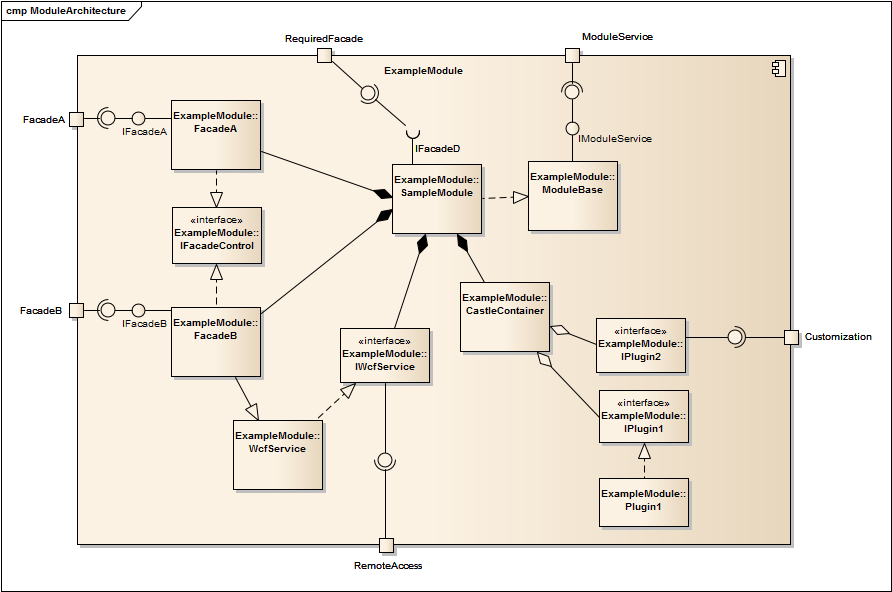 cmp ModuleArchitecture
RequiredFacade
ModuleService
ExampleModule
FacadeA
IFacadeA
ExampleModule::
FacadeA
IFacadeD
IModuleService
ExampleModule::
SampleModule
ExampleModule::
ModuleBase
«interface»
ExampleModule::
IFacadeControl
FacadeB
IFacadeB
ExampleModule::
FacadeB
ExampleModule::
CastleContainer
«interface»
ExampleModule::
IWcfService
«interface»
ExampleModule::
IPlugin2
Customization
«interface»
ExampleModule::
IPlugin1
ExampleModule::
WcfService
ExampleModule::
Plugin1
RemoteAccess